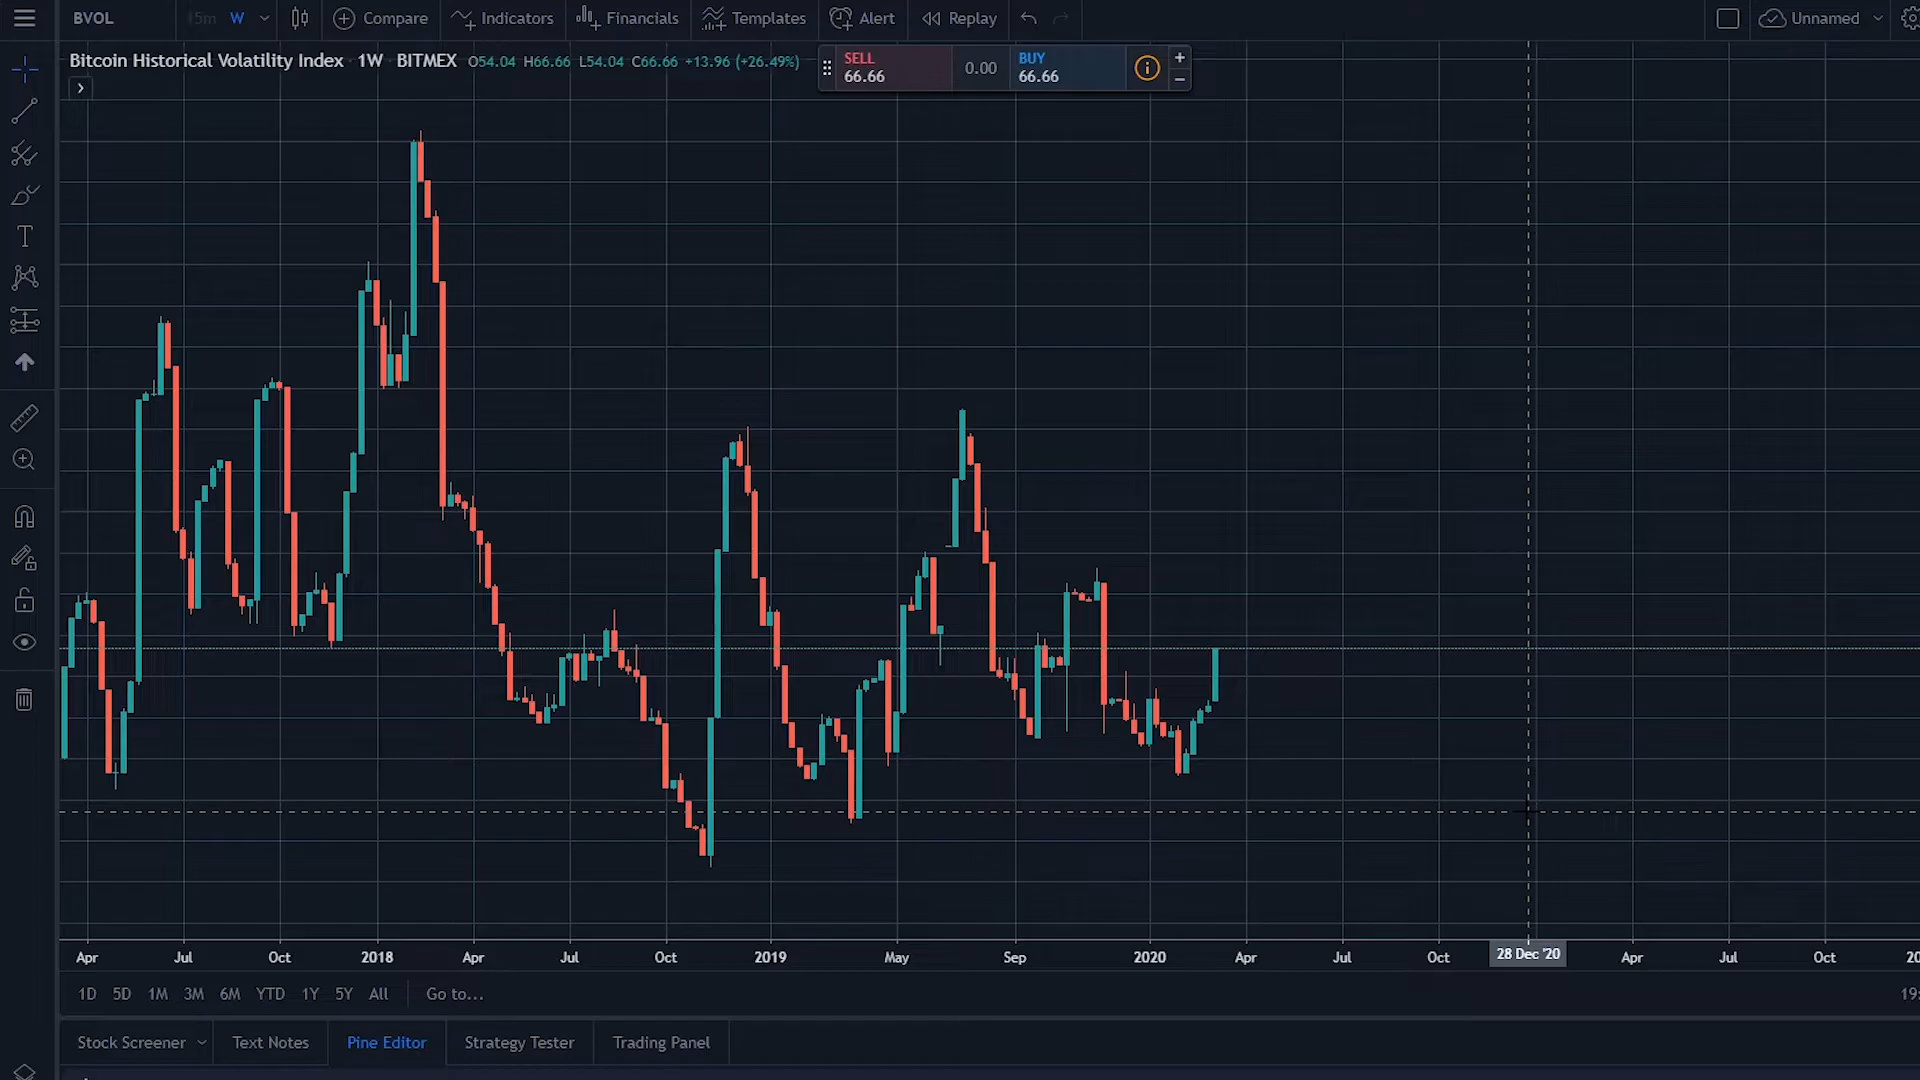 BVOL 15m W Compare Indicators Financials Templates Alert Replay Unnamed
Bitcoin Historical Volatility Index 1W BITMEX O54.04 H66.66 L54.04 C66.66 +13.96 (+26.49%)
SELL
66.66
0.00
BUY
66.66
Apr Jul Oct 2018 Apr Jul Oct 2019 May Sep 2020 Apr Jul Oct 28 Dec '20 Apr Jul Oct 20
1D 5D 1M 3M 6M YTD 1Y 5Y All Go to... 19:
Stock Screener Text Notes Pine Editor Strategy Tester Trading Panel